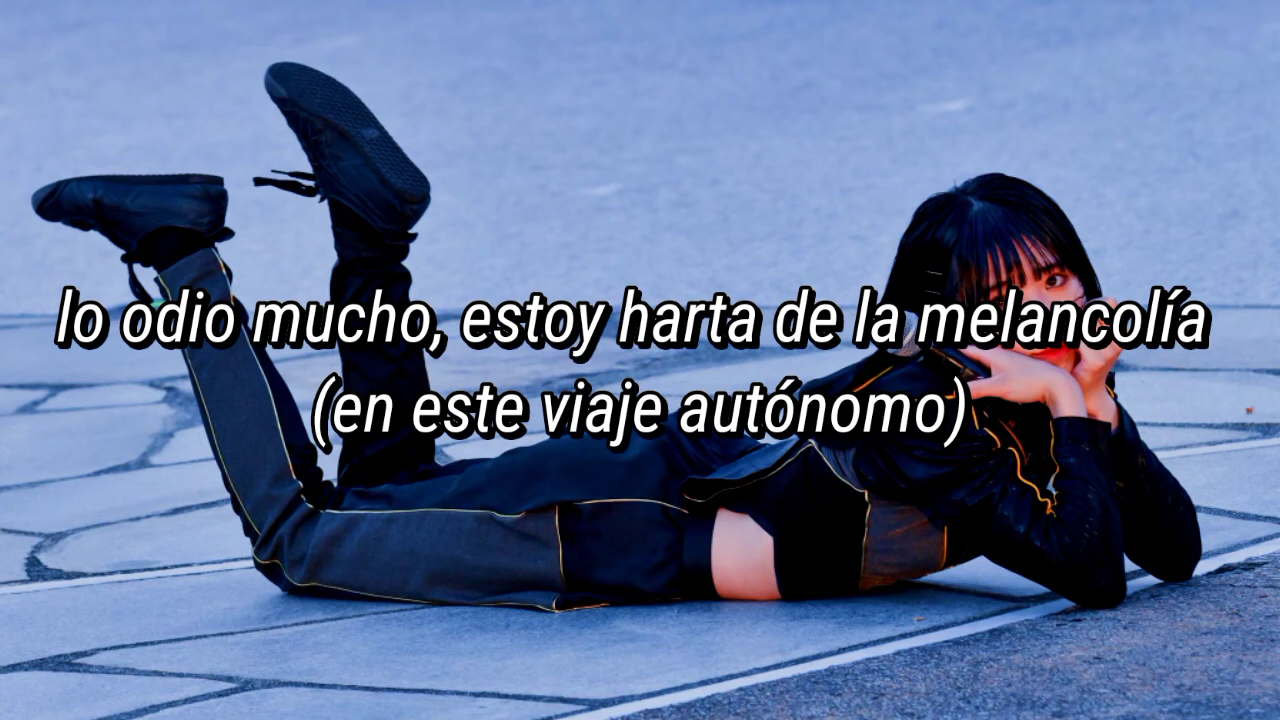 lo odio mucho, estoy harta de la melancolía
(en este viaje autónomo)